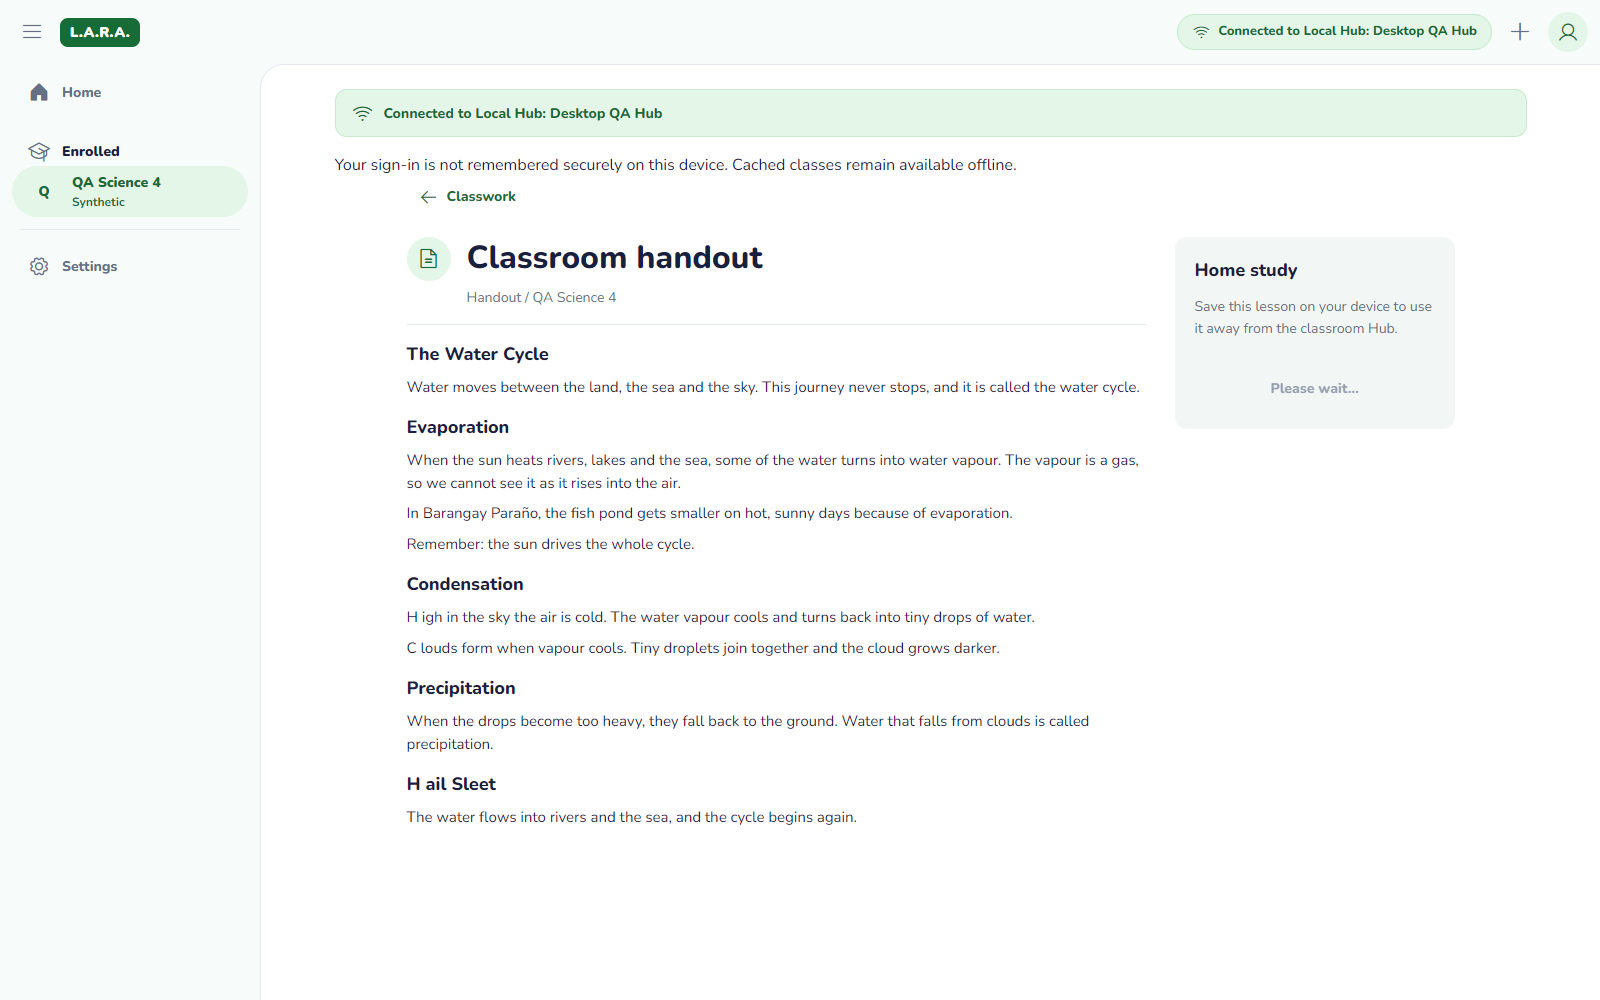 L.A.R.A.
Connected to Local Hub: Desktop QA Hub
Home
Enrolled
Q
QA Science 4
Synthetic
Settings
Connected to Local Hub: Desktop QA Hub
Your sign-in is not remembered securely on this device. Cached classes remain available offline.
Classwork
Classroom handout
Handout / QA Science 4
The Water Cycle
Water moves between the land, the sea and the sky. This journey never stops, and it is called the water cycle.
Evaporation
When the sun heats rivers, lakes and the sea, some of the water turns into water vapour. The vapour is a gas,
so we cannot see it as it rises into the air.
In Barangay Paraño, the fish pond gets smaller on hot, sunny days because of evaporation.
Remember: the sun drives the whole cycle.
Condensation
H igh in the sky the air is cold. The water vapour cools and turns back into tiny drops of water.
C louds form when vapour cools. Tiny droplets join together and the cloud grows darker.
Precipitation
When the drops become too heavy, they fall back to the ground. Water that falls from clouds is called
precipitation.
H ail Sleet
The water flows into rivers and the sea, and the cycle begins again.
Home study
Save this lesson on your device to use
it away from the classroom Hub.
Please wait...